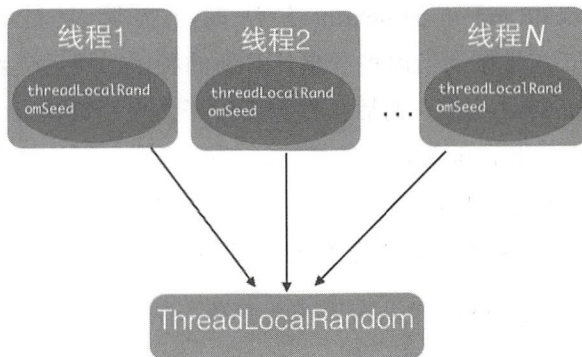 线程1
线程2
线程N
threadLocalRand
omSeed
threadLocalRand
omSeed
...
threadLocalRand
omSeed
ThreadLocalRandom